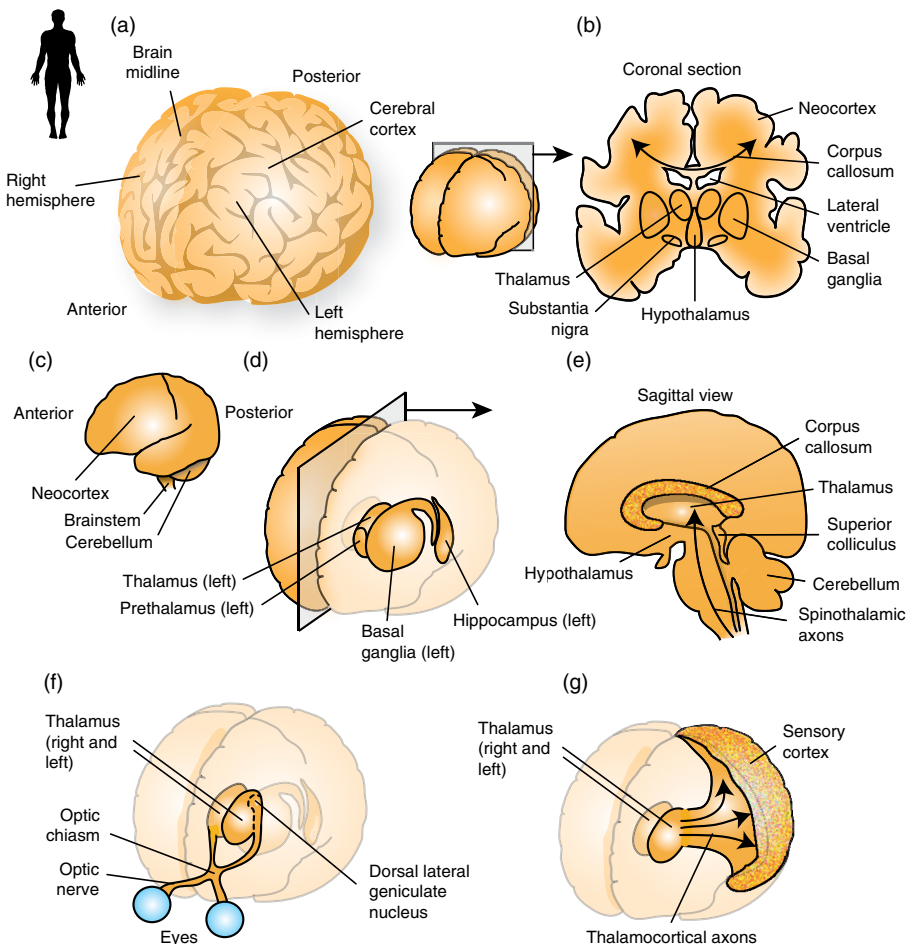 (a)
Brain
midline
Posterior
Cerebral
cortex
Right
hemisphere
Anterior
Left
hemisphere
(b)
Coronal section
Neocortex
Corpus
callosum
Lateral
ventricle
Basal
ganglia
Thalamus
Substantia
nigra
Hypothalamus
(c)
Anterior
Posterior
Neocortex
Brainstem
Cerebellum
(d)
Thalamus (left)
Prethalamus (left)
Basal
ganglia (left)
Hippocampus (left)
(e)
Sagittal view
Corpus
callosum
Thalamus
Superior
colliculus
Hypothalamus
Cerebellum
Spinothalamic
axons
(f)
Thalamus
(right and
left)
Optic
chiasm
Optic
nerve
Eyes
Dorsal lateral
geniculate
nucleus
(g)
Thalamus
(right and
left)
Sensory
cortex
Thalamocortical axons